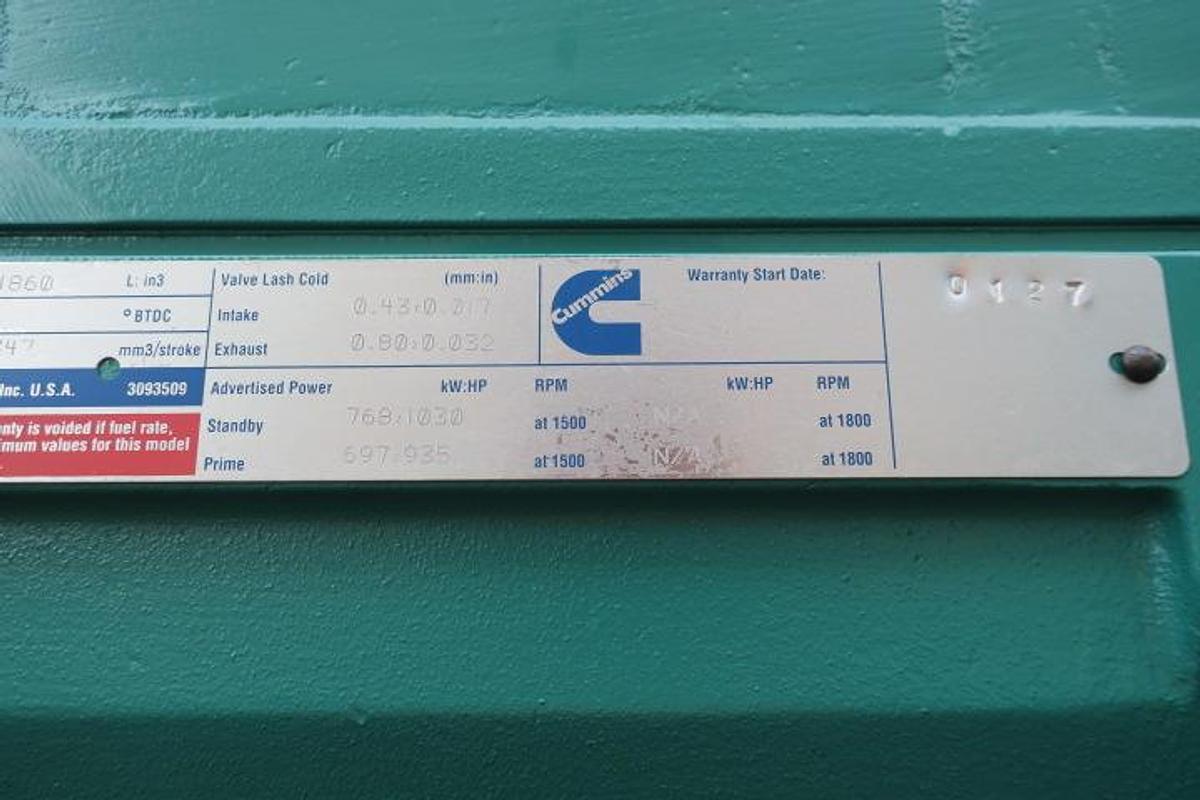 1860 L: in3
°BTDC
47 mm3/stroke
Inc. U.S.A. 3093509
nty is voided if fuel rate,
imum values for this model
Valve Lash Cold (mm:in)
Intake 0.43:0.017
Exhaust 0.80:0.032
Cummins
Warranty Start Date:
0127
Advertised Power kW:HP RPM kW:HP RPM
Standby 768:1030 at 1500 N/A at 1800
Prime 697:935 at 1500 N/A at 1800